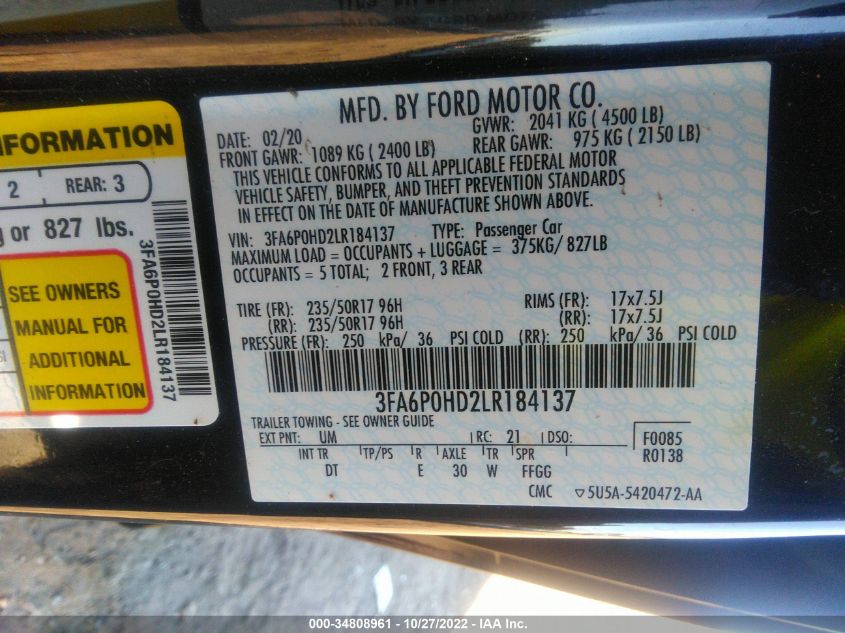 MFD. BY FORD MOTOR CO.
DATE: 02/20 GVWR: 2041 KG ( 4500 LB)
FRONT GAWR: 1089 KG ( 2400 LB) REAR GAWR: 975 KG ( 2150 LB)
THIS VEHICLE CONFORMS TO ALL APPLICABLE FEDERAL MOTOR
VEHICLE SAFETY, BUMPER, AND THEFT PREVENTION STANDARDS
IN EFFECT ON THE DATE OF MANUFACTURE SHOWN ABOVE.
VIN: 3FA6P0HD2LR184137 TYPE: Passenger Car
MAXIMUM LOAD = OCCUPANTS + LUGGAGE = 375KG/ 827LB
OCCUPANTS = 5 TOTAL; 2 FRONT, 3 REAR
TIRE (FR): 235/50R17 96H RIMS (FR): 17x7.5J
(RR): 235/50R17 96H (RR): 17x7.5J
PRESSURE (FR): 250 kPa/ 36 PSI COLD (RR): 250 kPa/ 36 PSI COLD
3FA6P0HD2LR184137
TRAILER TOWING - SEE OWNER GUIDE
EXT PNT: UM RC: 21 DSO: F0085
R0138
INT TR TP/PS R AXLE TR SPR
DT E 30 W FFGG
CMC ▽5U5A-5420472-AA
INFORMATION
2 REAR: 3
or 827 lbs.
SEE OWNERS
MANUAL FOR
ADDITIONAL
INFORMATION
3FA6P0HD2LR184137
000-34808961 - 10/27/2022 - IAA Inc.